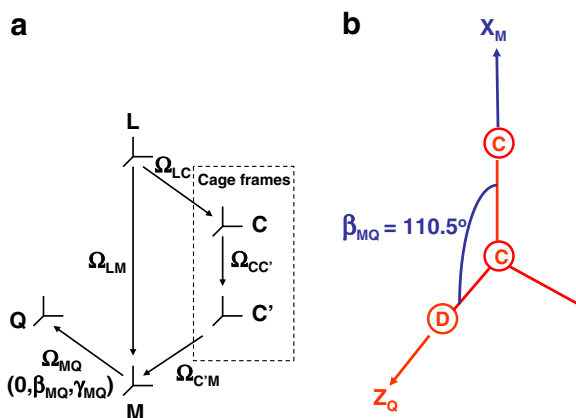 a
L
Ω_LC
Cage frames
C
Ω_CC'
Ω_LM
Q
C'
Ω_MQ
Ω_C'M
(0,β_MQ,γ_MQ)
M
b
X_M
C
β_MQ = 110.5°
C
D
Z_Q